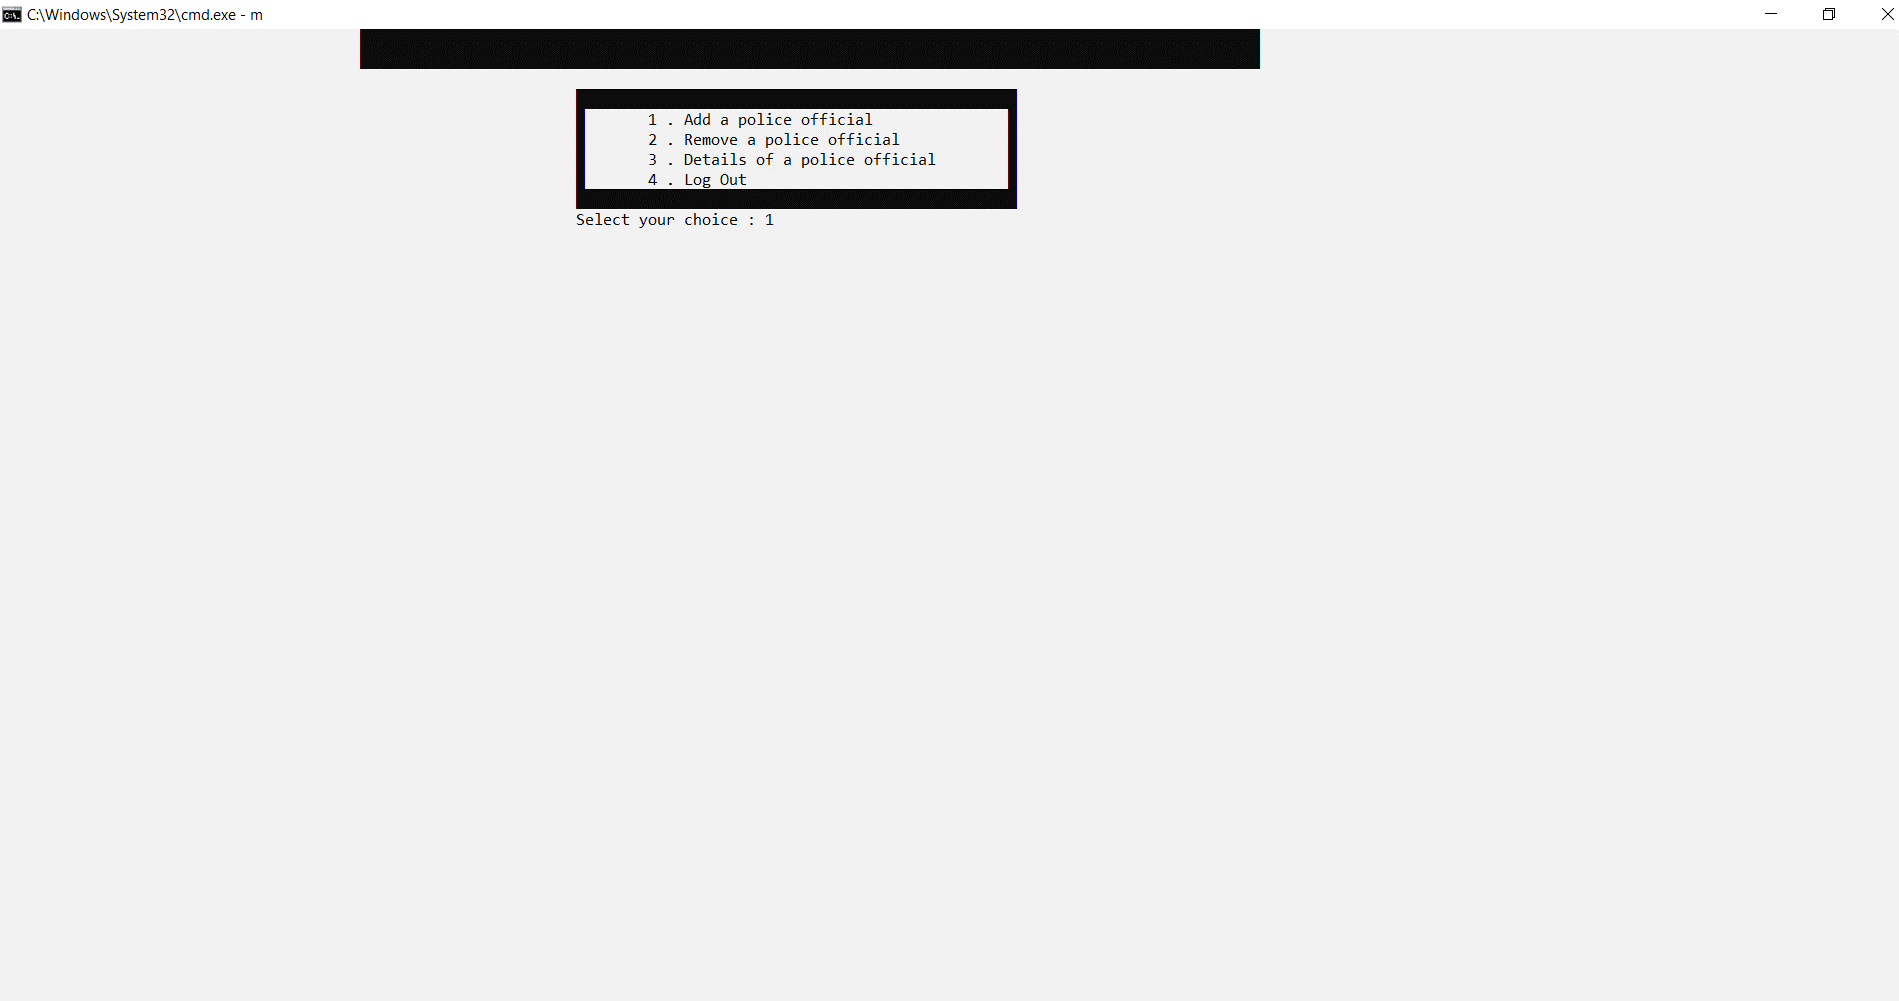 C:\Windows\System32\cmd.exe - m
1 . Add a police official
2 . Remove a police official
3 . Details of a police official
4 . Log Out
Select your choice : 1